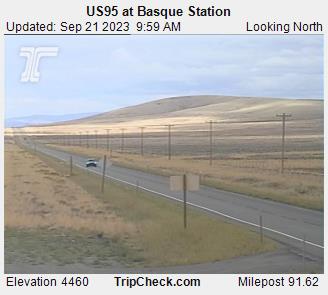 US95 at Basque Station
Updated: Sep 21 2023 9:59 AM Looking North
Elevation 4460 TripCheck.com Milepost 91.62